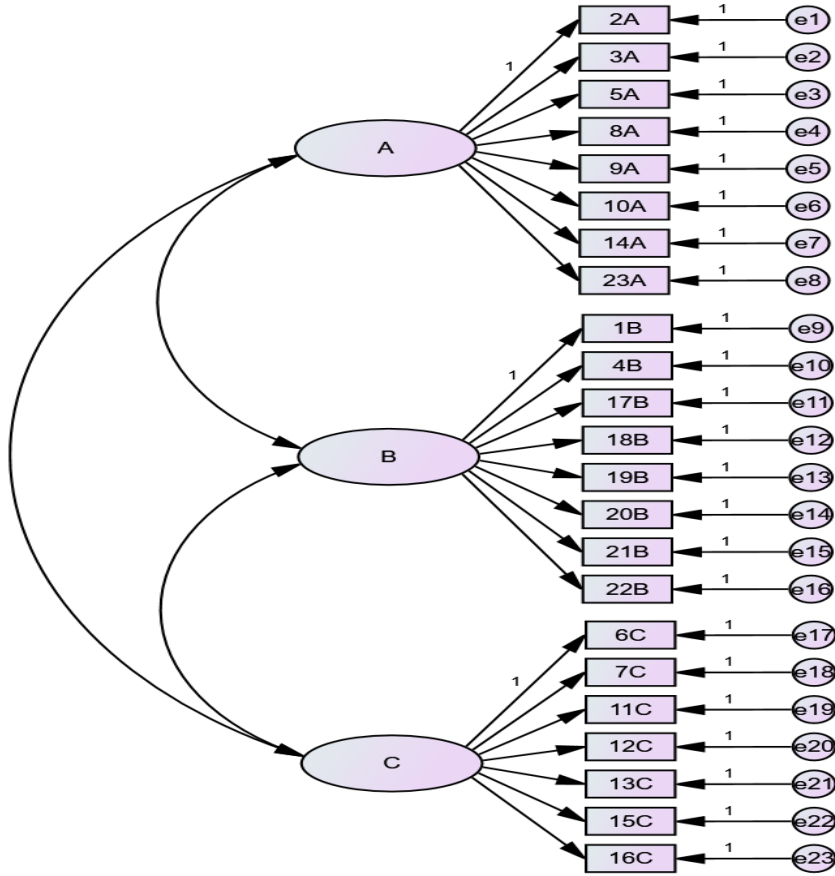 2A 1 e1
1 3A 1 e2
5A 1 e3
A 8A 1 e4
9A 1 e5
10A 1 e6
14A 1 e7
23A 1 e8
1B 1 e9
1 4B 1 e10
17B 1 e11
18B 1 e12
B 19B 1 e13
20B 1 e14
21B 1 e15
22B 1 e16
6C 1 e17
1 7C 1 e18
11C 1 e19
12C 1 e20
C 13C 1 e21
15C 1 e22
16C 1 e23